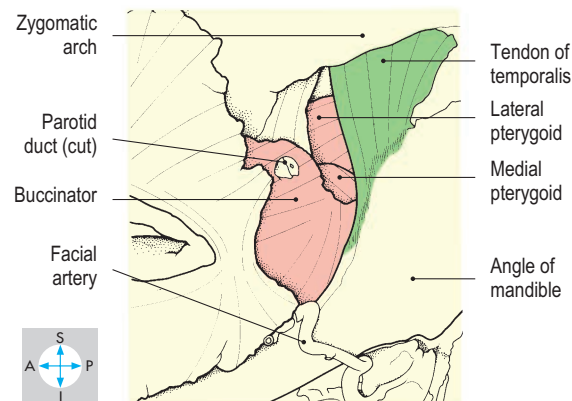 Zygomatic
arch
Parotid
duct (cut)
Buccinator
Facial
artery
Tendon of
temporalis
Lateral
pterygoid
Medial
pterygoid
Angle of
mandible
S
A P
I